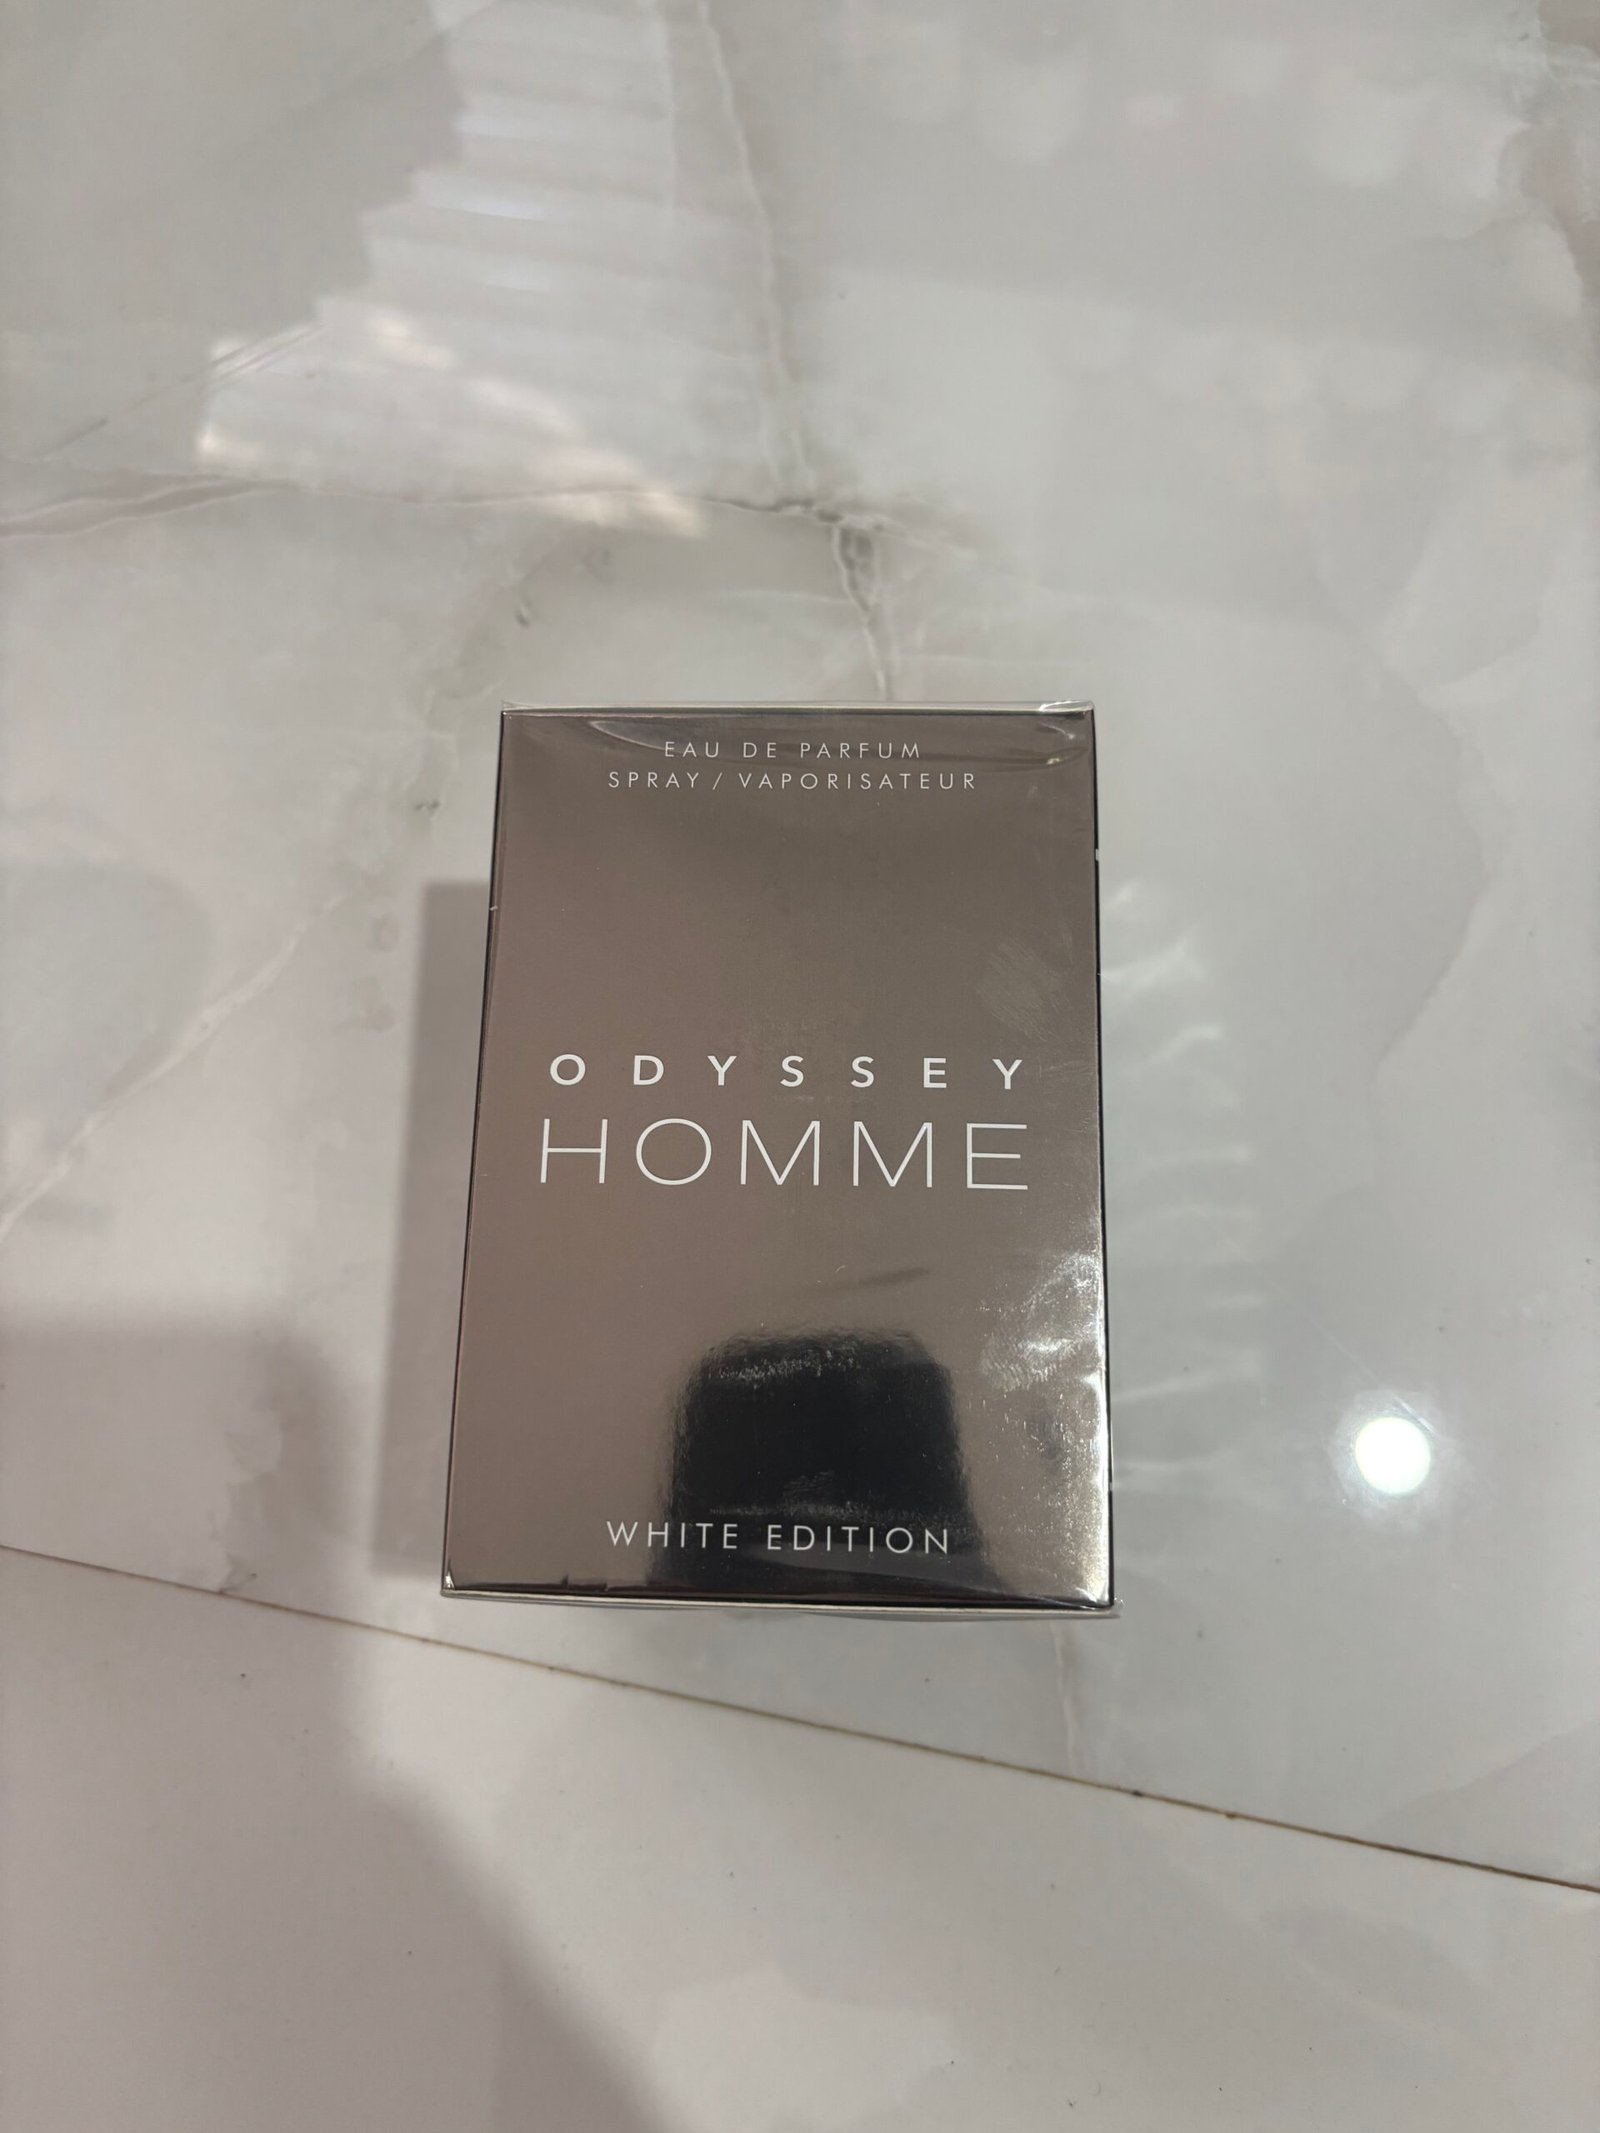 EAU DE PARFUM
SPRAY / VAPORISATEUR
ODYSSEY
HOMME
WHITE EDITION